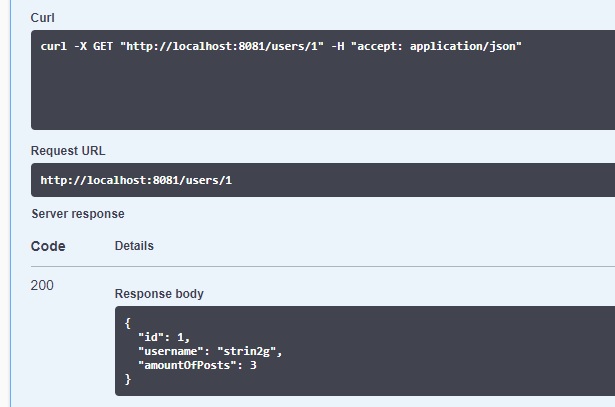 Curl
curl -X GET "http://localhost:8081/users/1" -H "accept: application/json"
Request URL
http://localhost:8081/users/1
Server response
Code Details
200
Response body
{
  "id": 1,
  "username": "strin2g",
  "amountOfPosts": 3
}